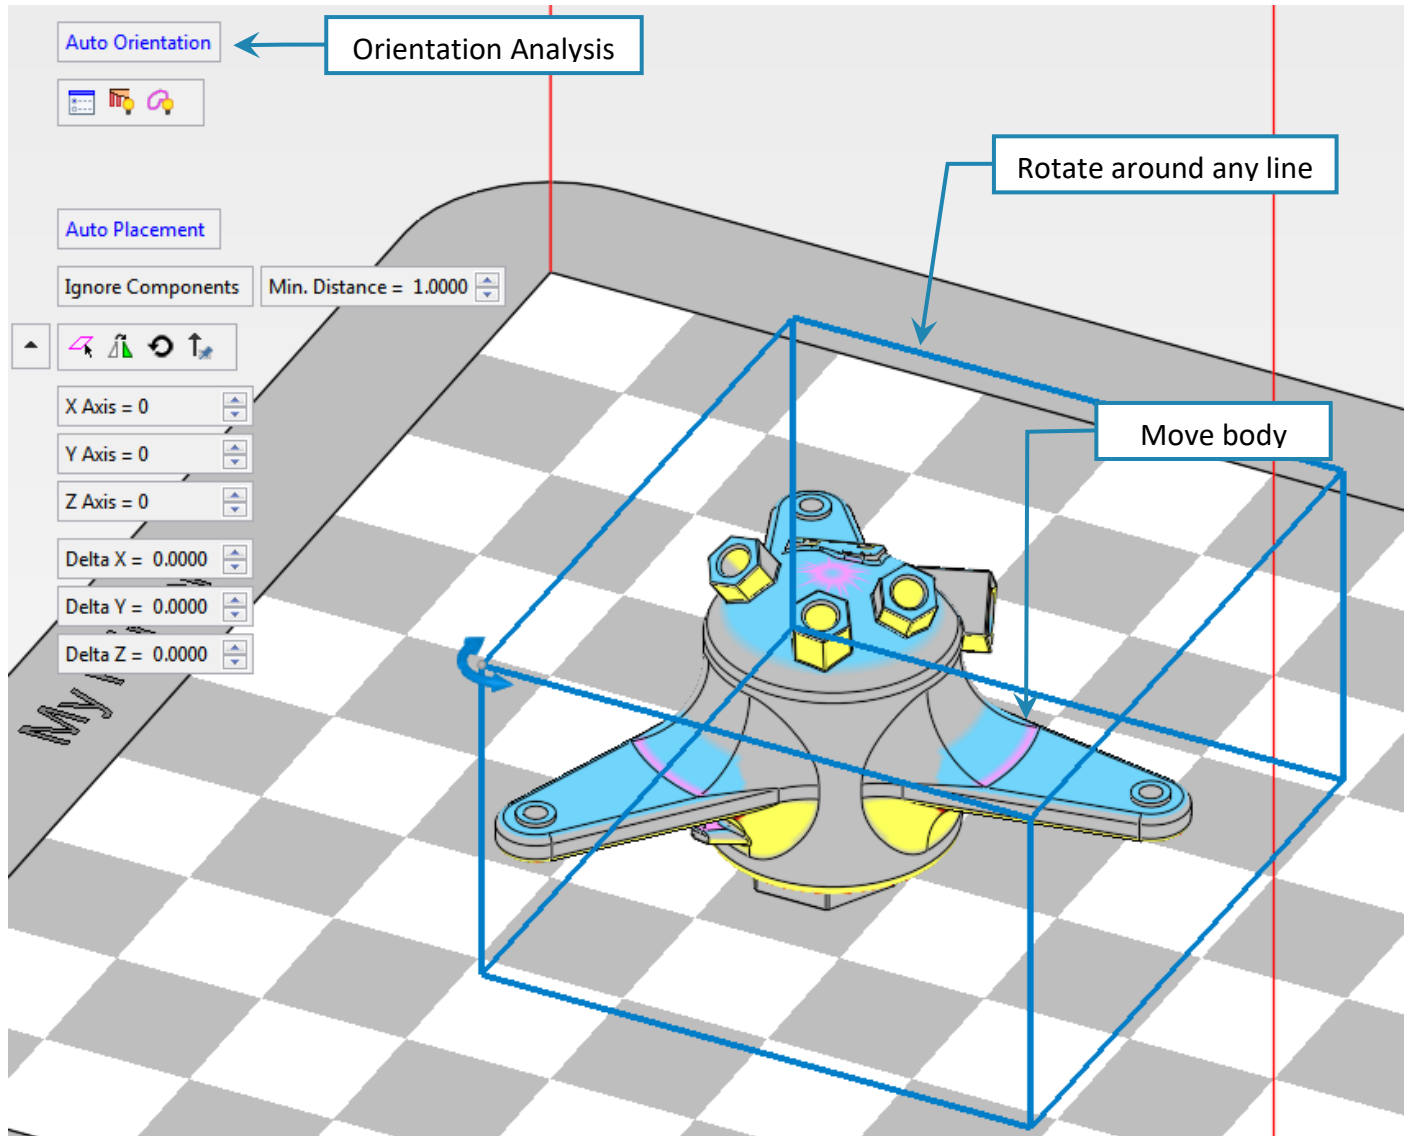 Auto Orientation
Orientation Analysis
Rotate around any line
Auto Placement
Ignore Components
Min. Distance = 1.0000
X Axis = 0
Move body
Y Axis = 0
Z Axis = 0
Delta X = 0.0000
Delta Y = 0.0000
Delta Z = 0.0000
My